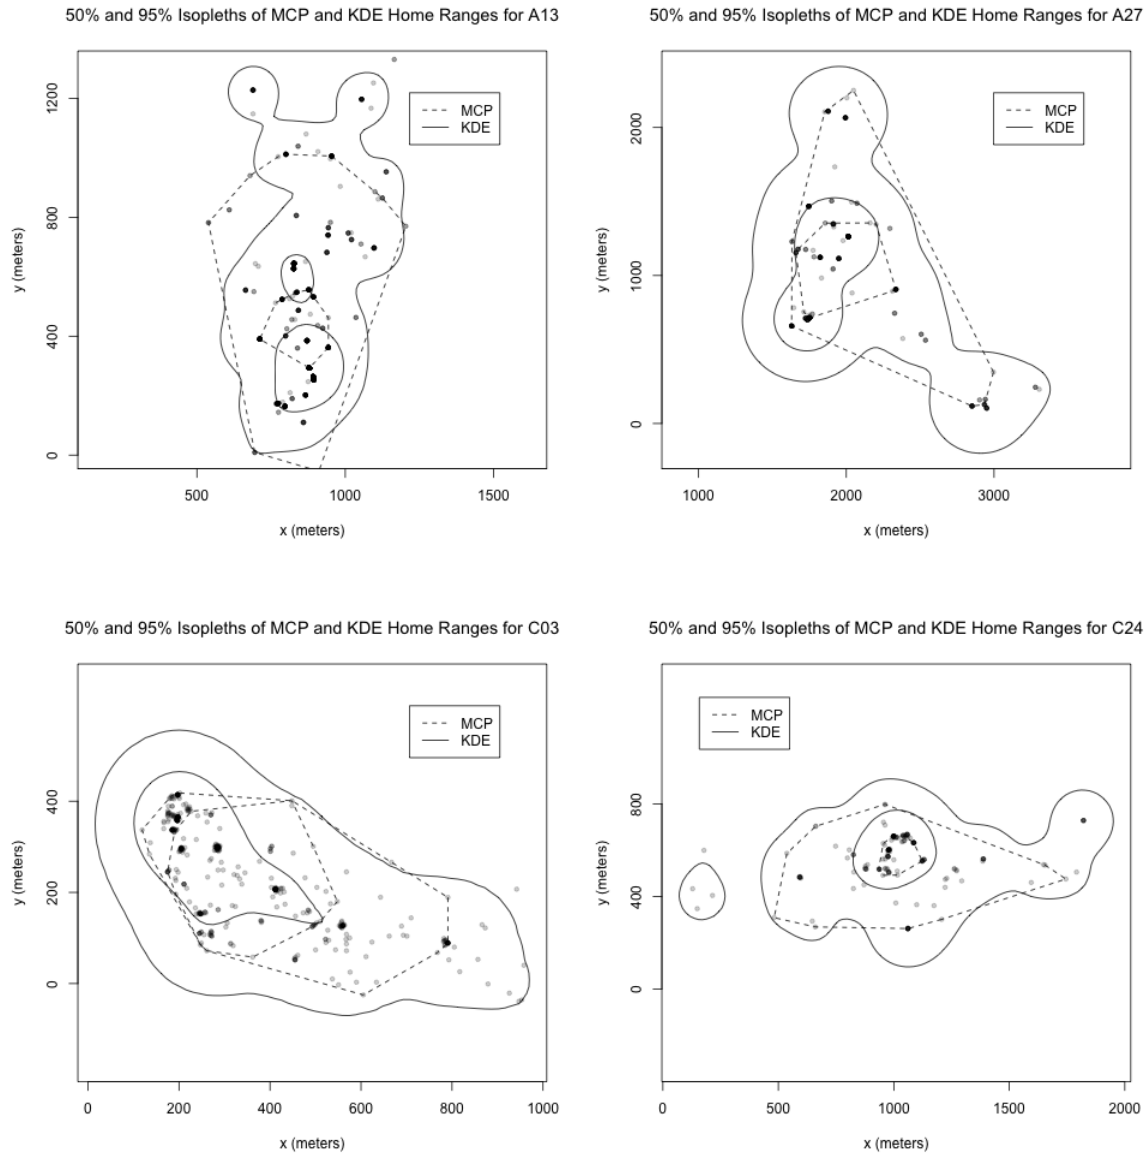 50% and 95% Isopleths of MCP and KDE Home Ranges for A13
1200
800
400
0
y (meters)
MCP
KDE
500 1000 1500
x (meters)
50% and 95% Isopleths of MCP and KDE Home Ranges for A27
2000
1000
0
y (meters)
MCP
KDE
1000 2000 3000
x (meters)
50% and 95% Isopleths of MCP and KDE Home Ranges for C03
400
200
0
y (meters)
MCP
KDE
0 200 400 600 800 1000
x (meters)
50% and 95% Isopleths of MCP and KDE Home Ranges for C24
800
400
0
y (meters)
MCP
KDE
0 500 1000 1500 2000
x (meters)